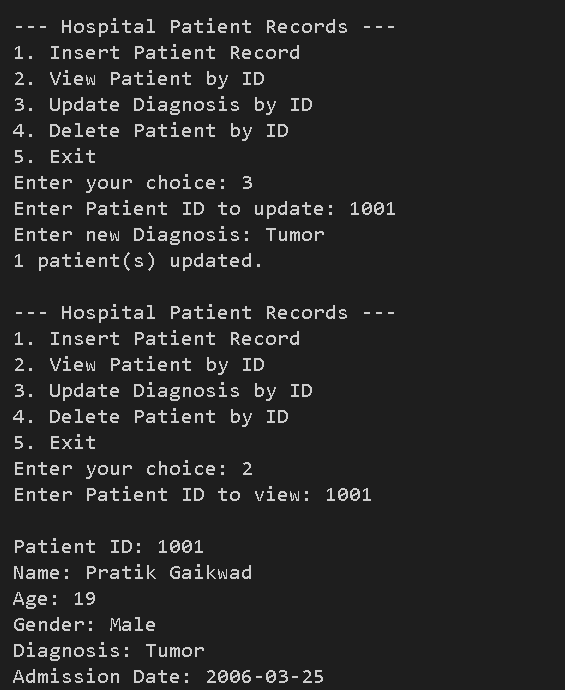 --- Hospital Patient Records ---
1. Insert Patient Record
2. View Patient by ID
3. Update Diagnosis by ID
4. Delete Patient by ID
5. Exit
Enter your choice: 3
Enter Patient ID to update: 1001
Enter new Diagnosis: Tumor
1 patient(s) updated.

--- Hospital Patient Records ---
1. Insert Patient Record
2. View Patient by ID
3. Update Diagnosis by ID
4. Delete Patient by ID
5. Exit
Enter your choice: 2
Enter Patient ID to view: 1001

Patient ID: 1001
Name: Pratik Gaikwad
Age: 19
Gender: Male
Diagnosis: Tumor
Admission Date: 2006-03-25